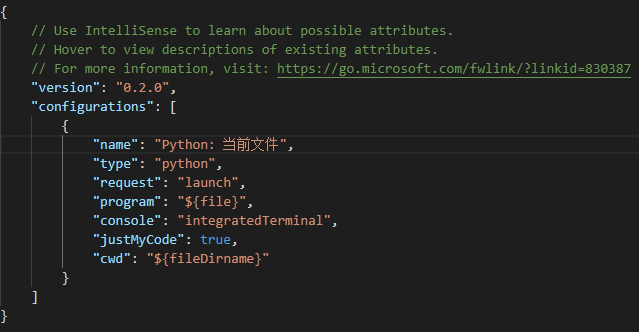 {
// Use IntelliSense to learn about possible attributes.
// Hover to view descriptions of existing attributes.
// For more information, visit: https://go.microsoft.com/fwlink/?linkid=830387
"version": "0.2.0",
"configurations": [
{
"name": "Python: 当前文件",
"type": "python",
"request": "launch",
"program": "${file}",
"console": "integratedTerminal",
"justMyCode": true,
"cwd": "${fileDirname}"
}
]
}